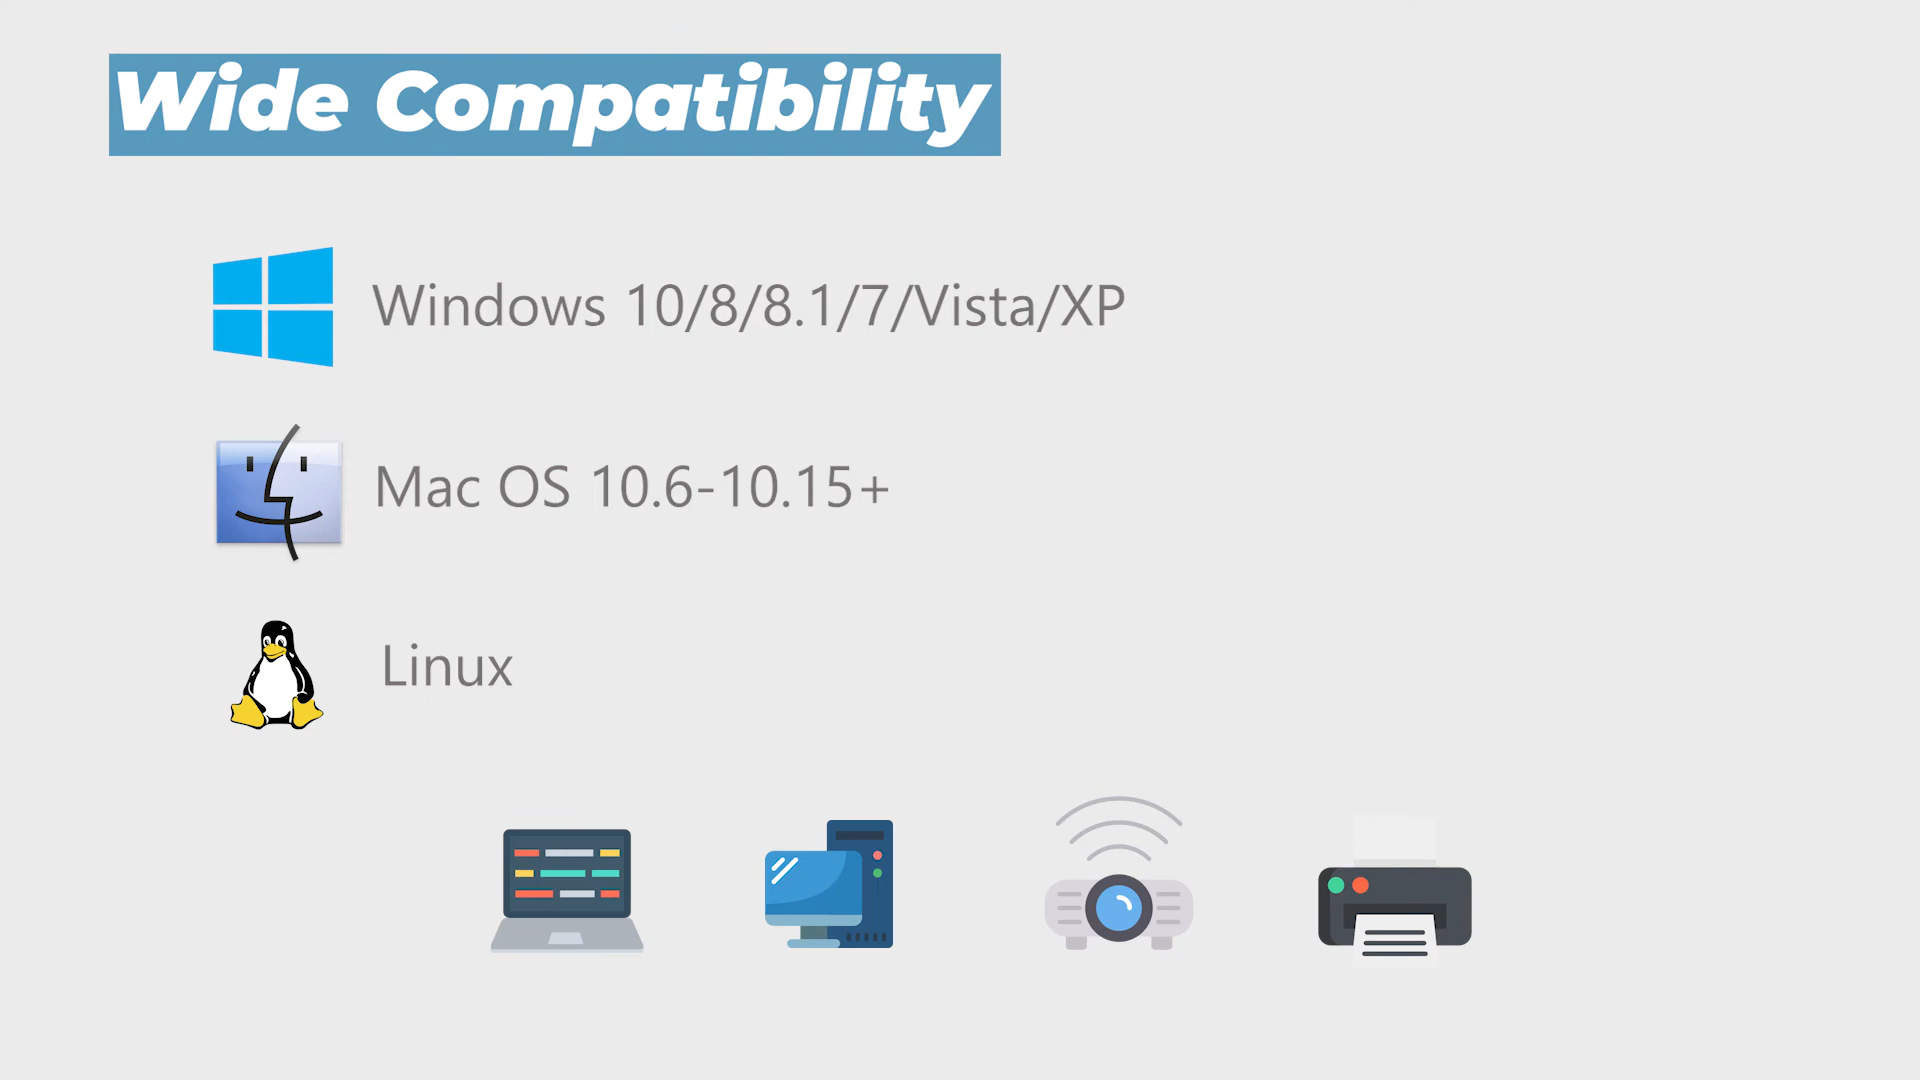 Wide Compatibility
Windows 10/8/8.1/7/Vista/XP
Mac OS 10.6-10.15+
Linux